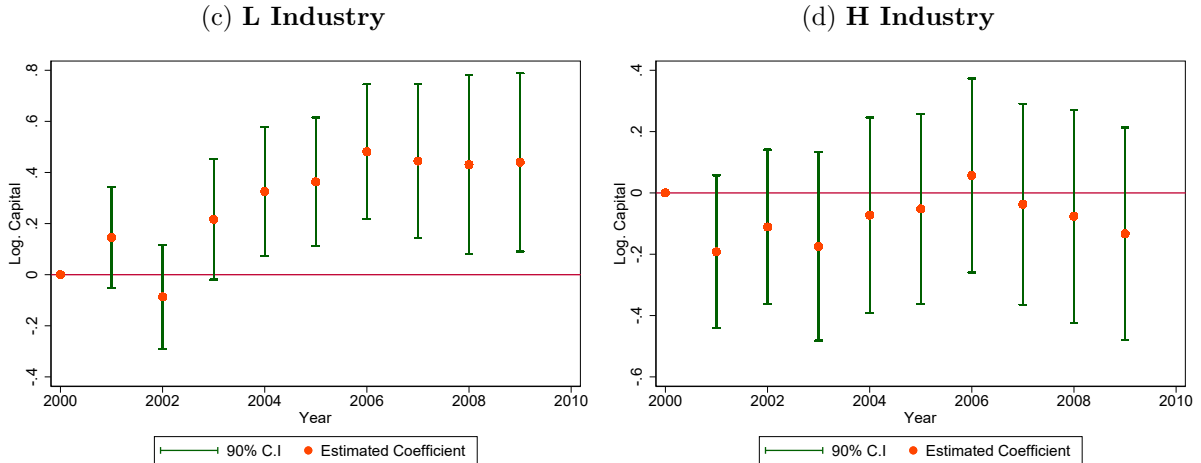 (c) L Industry
.8
.6
.4
.2
0
-.2
-.4
Log. Capital
2000 2002 2004 2006 2008 2010
Year
90% C.I Estimated Coefficient
(d) H Industry
.4
.2
0
-.2
-.4
-.6
Log. Capital
2000 2002 2004 2006 2008 2010
Year
90% C.I Estimated Coefficient